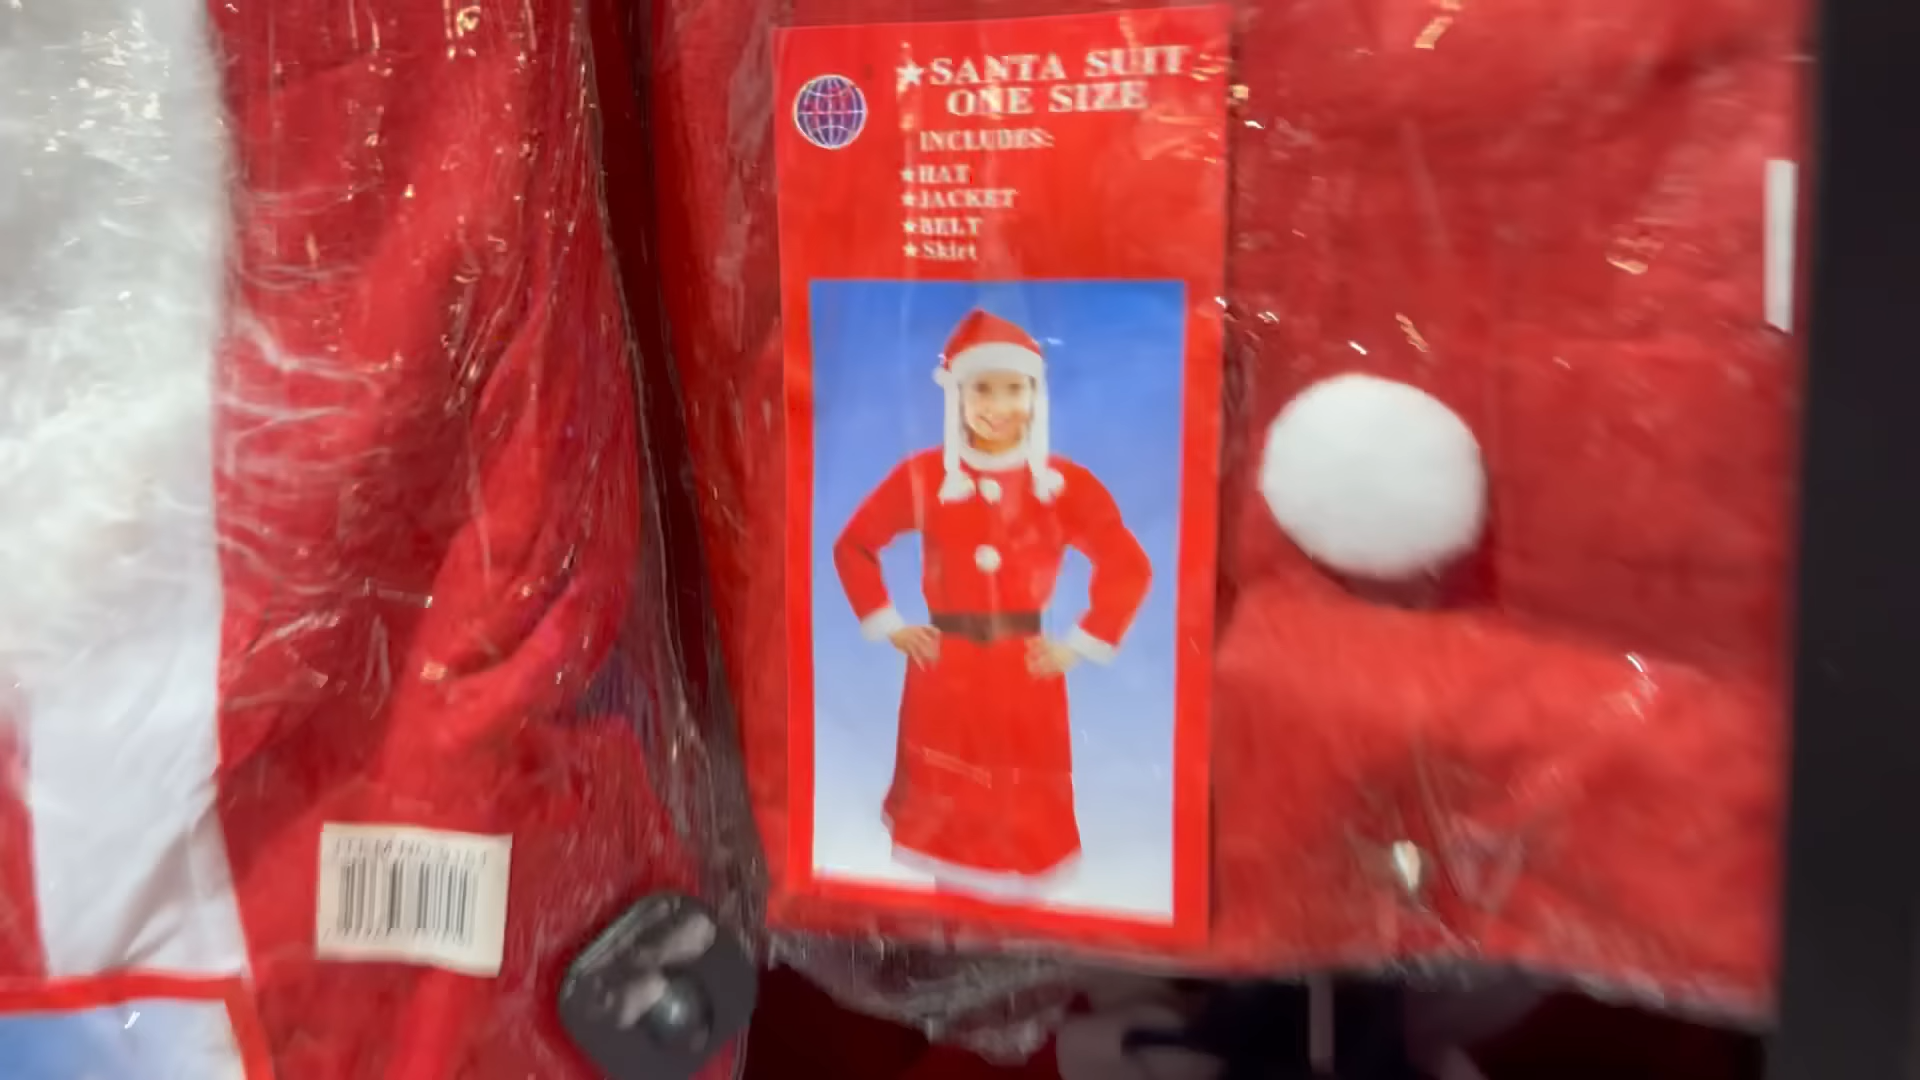 ★SANTA SUIT
ONE SIZE
INCLUDES:
★HAT
★JACKET
★BELT
★Skirt